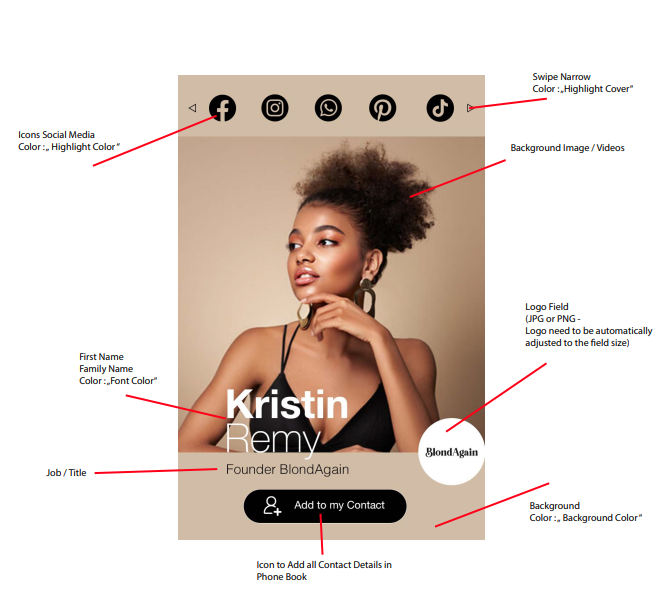 Swipe Narrow
Color :„Highlight Cover"
Icons Social Media
Color :„ Highlight Color"
Background Image / Videos
Logo Field
(JPG or PNG -
Logo need to be automatically
adjusted to the field size)
First Name
Family Name
Color :„Font Color"
Kristin
Remy
BlondAgain
Job / Title
Founder BlondAgain
Add to my Contact
Background
Color :„ Background Color"
Icon to Add all Contact Details in
Phone Book